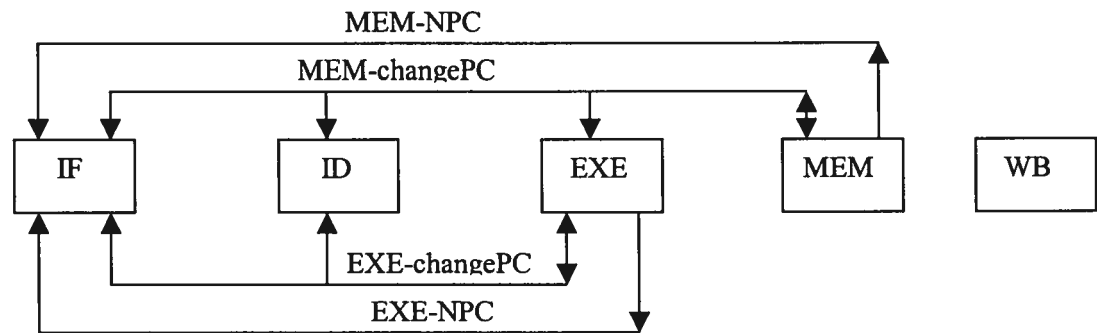 MEM-NPC
MEM-changePC
IF ID EXE MEM WB
EXE-changePC
EXE-NPC